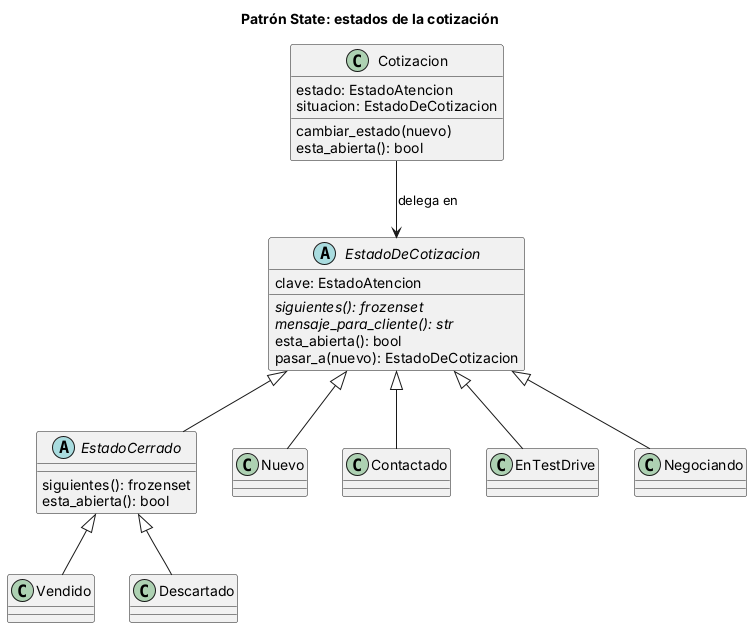 Patrón State: estados de la cotización
C Cotizacion
estado: EstadoAtencion
situacion: EstadoDeCotizacion
cambiar_estado(nuevo)
esta_abierta(): bool
delega en
A EstadoDeCotizacion
clave: EstadoAtencion
siguientes(): frozenset
mensaje_para_cliente(): str
esta_abierta(): bool
pasar_a(nuevo): EstadoDeCotizacion
A EstadoCerrado
siguientes(): frozenset
esta_abierta(): bool
C Nuevo
C Contactado
C EnTestDrive
C Negociando
C Vendido
C Descartado